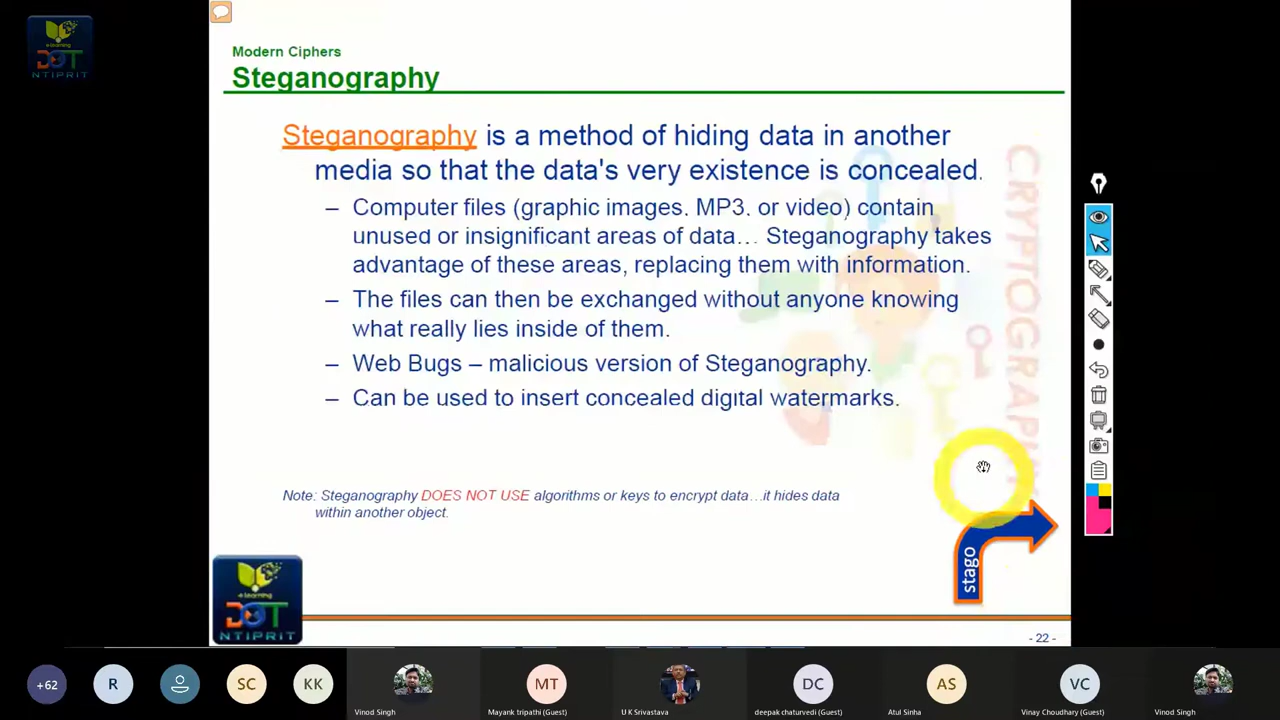 e-learning
DOT
NTIPRIT
Modern Ciphers
Steganography
Steganography is a method of hiding data in another
media so that the data's very existence is concealed.
– Computer files (graphic images, MP3, or video) contain
unused or insignificant areas of data… Steganography takes
advantage of these areas, replacing them with information.
– The files can then be exchanged without anyone knowing
what really lies inside of them.
– Web Bugs – malicious version of Steganography.
– Can be used to insert concealed digital watermarks.
CRYPTOGRAPHY
Note: Steganography DOES NOT USE algorithms or keys to encrypt data…it hides data
within another object.
stago
e-learning
DOT
NTIPRIT
- 22 -
+62
R
SC
KK
MT
DC
AS
VC
Vinod Singh
Mayank tripathi (Guest)
U K Srivastava
deepak chaturvedi (Guest)
Atul Sinha
Vinay Choudhary (Guest)
Vinod Singh